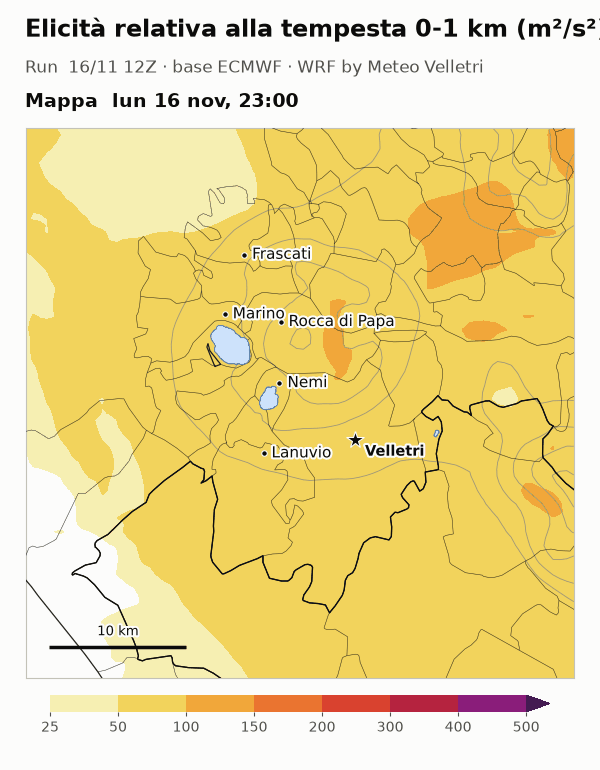 Elicità relativa alla tempesta 0-1 km (m²/s²)
Run  16/11 12Z · base ECMWF · WRF by Meteo Velletri
Mappa  lun 16 nov, 23:00
Frascati
Marino
Rocca di Papa
Nemi
Velletri
Lanuvio
10 km
25 50 100 150 200 300 400 500